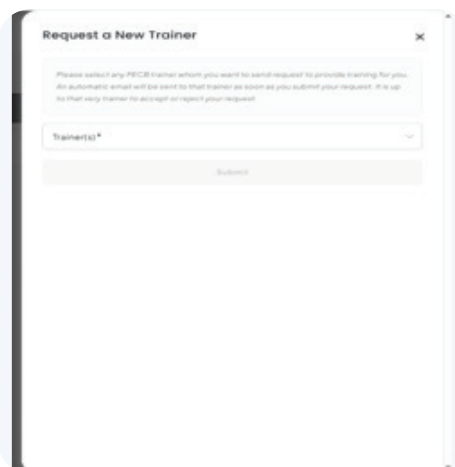 Request a New Trainer
Please select any PECB trainer whom you want to send request to provide training for you.
An automatic email will be sent to that trainer as soon as you submit your request. It is up
to that very trainer to accept or reject your request
Trainer(s)*
Submit